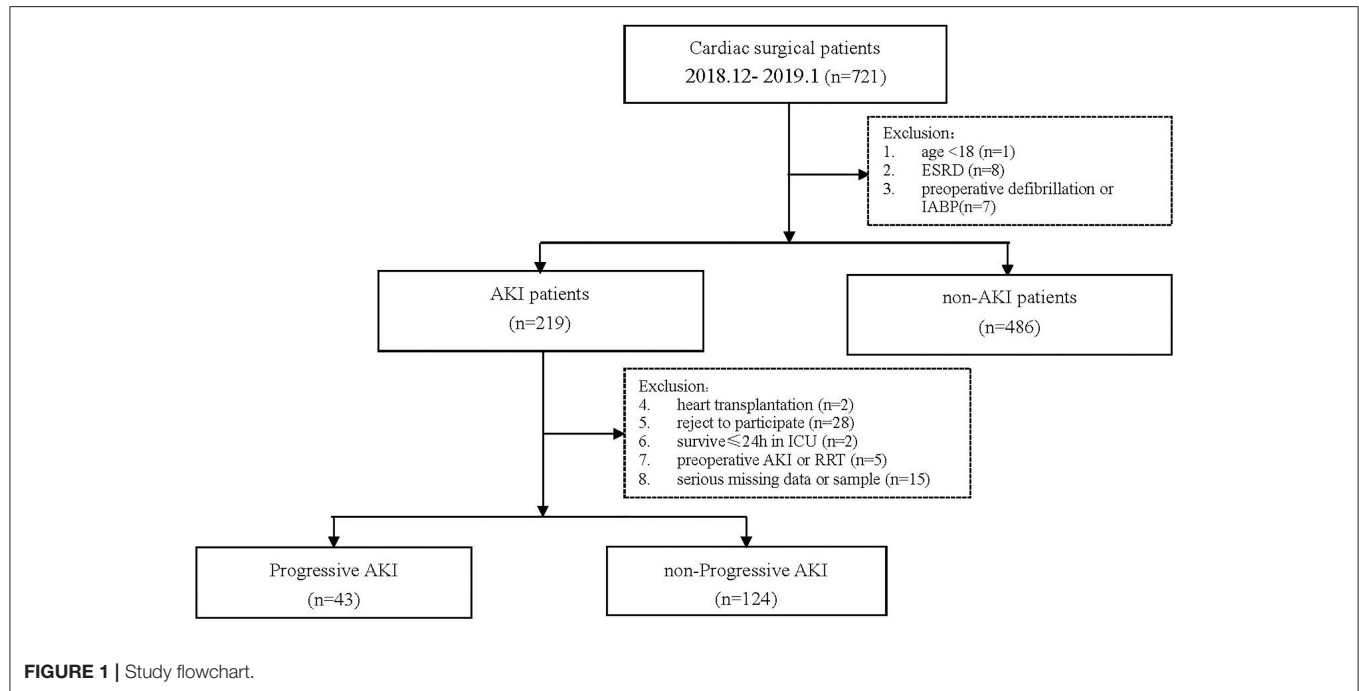 Cardiac surgical patients
2018.12- 2019.1 (n=721)
Exclusion:
1. age <18 (n=1)
2. ESRD (n=8)
3. preoperative defibrillation or
IABP(n=7)
AKI patients
(n=219)
non-AKI patients
(n=486)
Exclusion:
4. heart transplantation (n=2)
5. reject to participate (n=28)
6. survive≤24h in ICU (n=2)
7. preoperative AKI or RRT (n=5)
8. serious missing data or sample (n=15)
Progressive AKI
(n=43)
non-Progressive AKI
(n=124)
FIGURE 1 | Study flowchart.